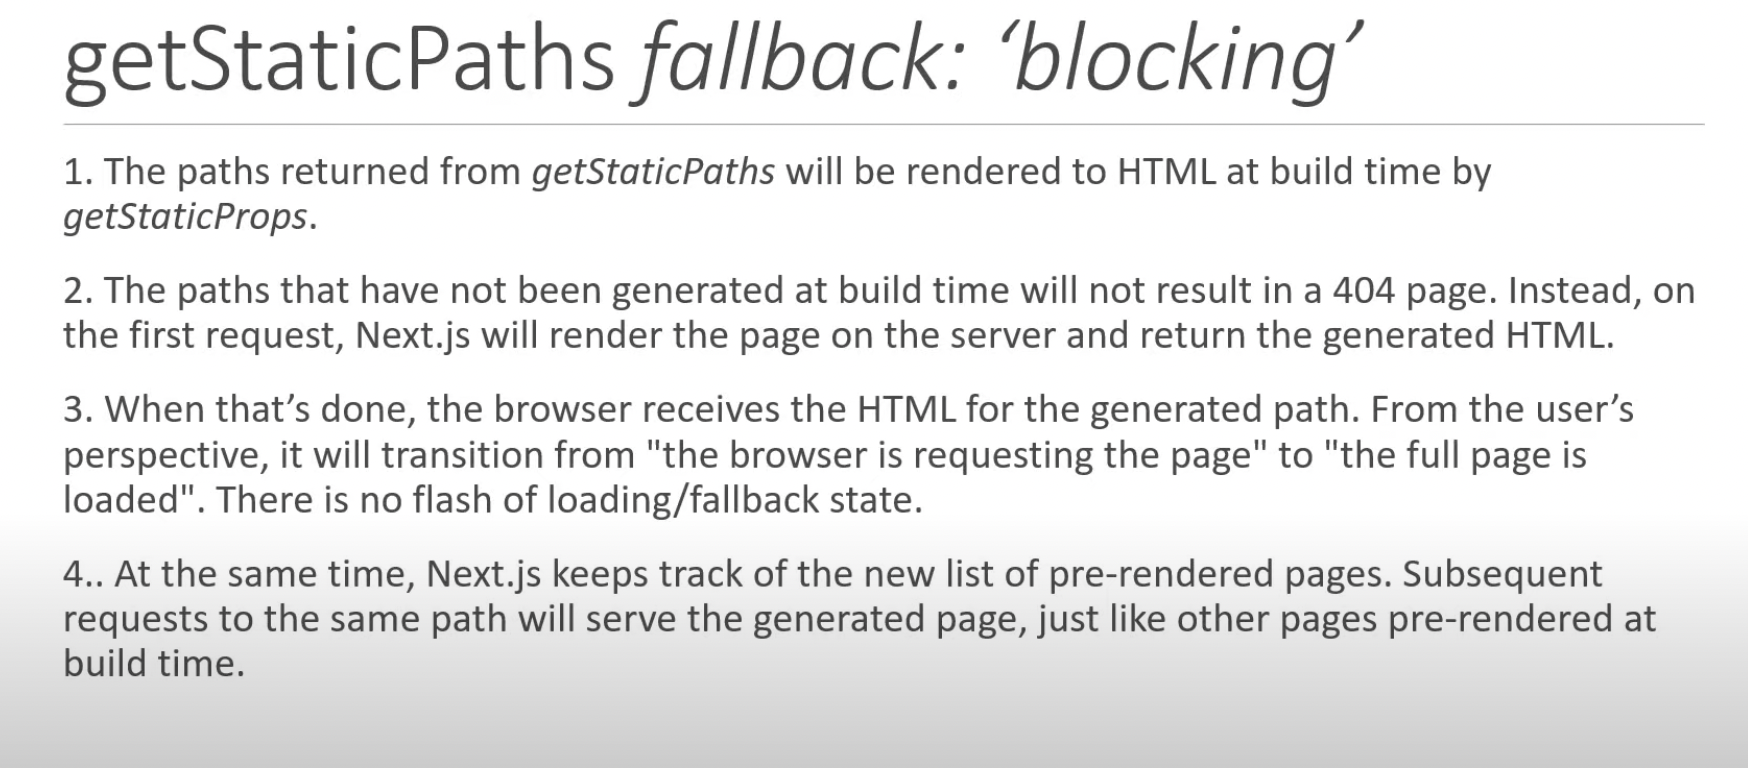 getStaticPaths fallback: ‘blocking’
1. The paths returned from getStaticPaths will be rendered to HTML at build time by
getStaticProps.
2. The paths that have not been generated at build time will not result in a 404 page. Instead, on
the first request, Next.js will render the page on the server and return the generated HTML.
3. When that’s done, the browser receives the HTML for the generated path. From the user’s
perspective, it will transition from "the browser is requesting the page" to "the full page is
loaded". There is no flash of loading/fallback state.
4.. At the same time, Next.js keeps track of the new list of pre-rendered pages. Subsequent
requests to the same path will serve the generated page, just like other pages pre-rendered at
build time.